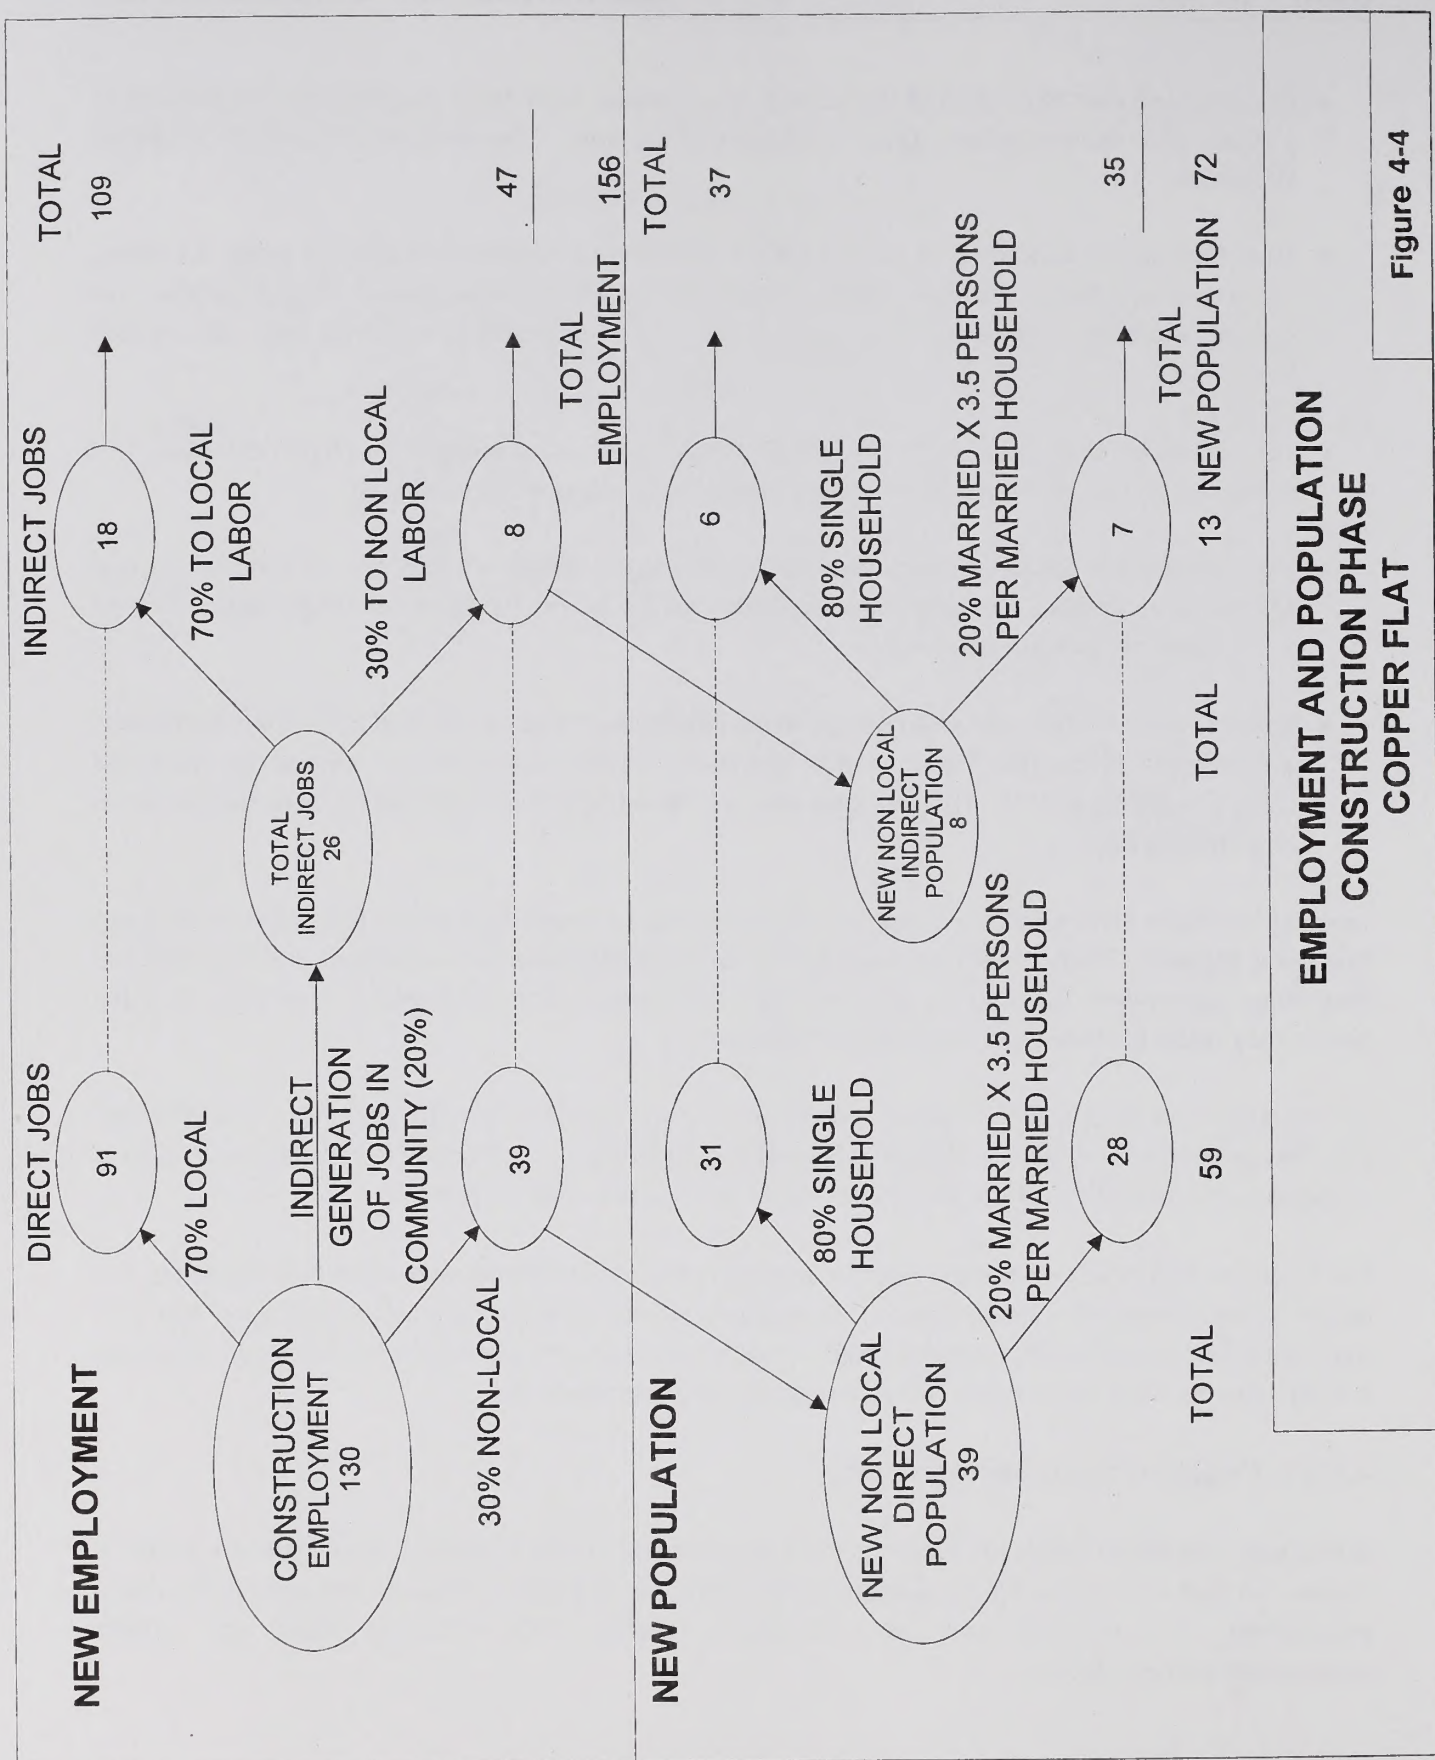 NEW EMPLOYMENT
DIRECT JOBS
INDIRECT JOBS
TOTAL
91
18
109
70% LOCAL
70% TO LOCAL
LABOR
CONSTRUCTION
EMPLOYMENT
130
INDIRECT
GENERATION
OF JOBS IN
COMMUNITY (20%)
TOTAL
INDIRECT JOBS
26
30% NON-LOCAL
30% TO NON LOCAL
LABOR
39
8
47
TOTAL
EMPLOYMENT
156
NEW POPULATION
TOTAL
31
6
37
80% SINGLE
HOUSEHOLD
80% SINGLE
HOUSEHOLD
NEW NON LOCAL
DIRECT
POPULATION
39
NEW NON LOCAL
INDIRECT
POPULATION
8
20% MARRIED X 3.5 PERSONS
PER MARRIED HOUSEHOLD
20% MARRIED X 3.5 PERSONS
PER MARRIED HOUSEHOLD
28
7
35
TOTAL
TOTAL 59
TOTAL 13 NEW POPULATION 72
EMPLOYMENT AND POPULATION
CONSTRUCTION PHASE
COPPER FLAT
Figure 4-4